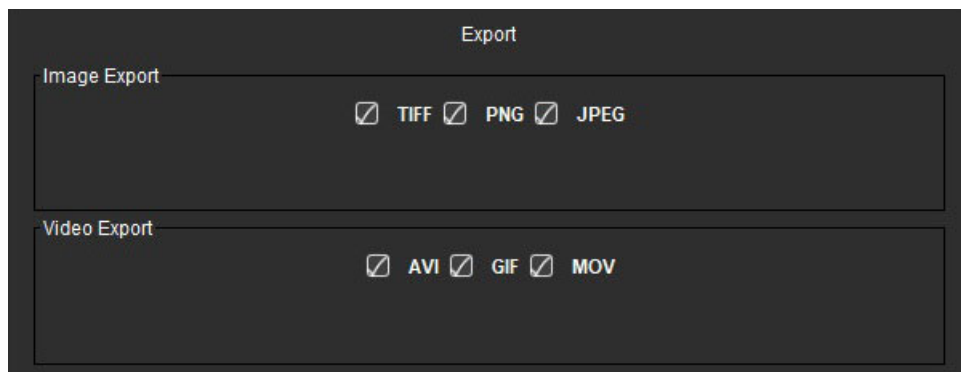 Export
Image Export
TIFF PNG JPEG
Video Export
AVI GIF MOV